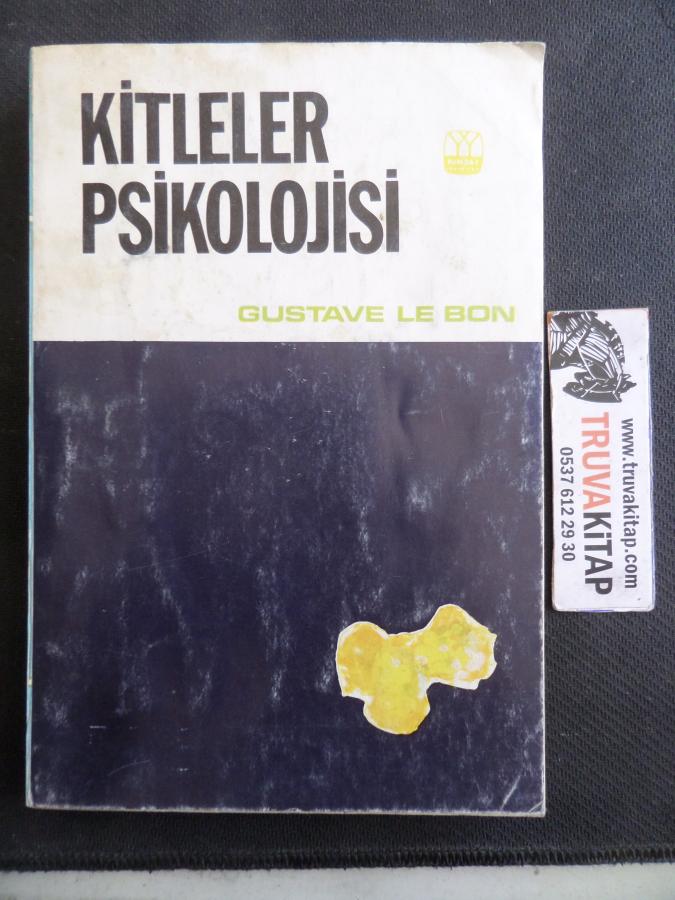 KİTLELER
PSİKOLOJİSİ
GUSTAVE LE BON
www.truvakitap.com
TRUVAKİTAP
0537 612 29 30